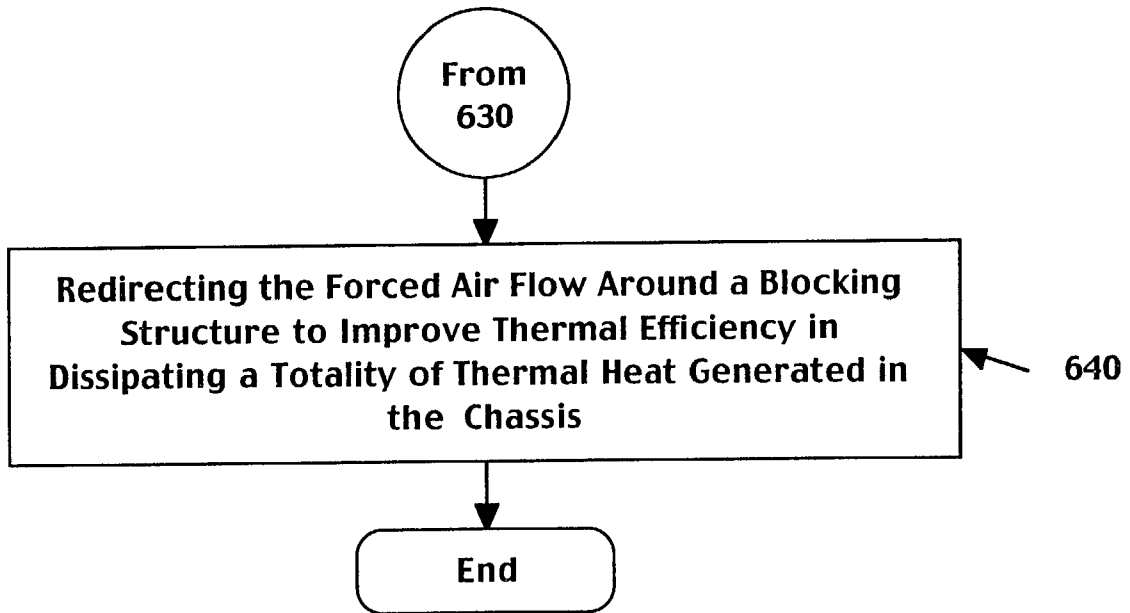 From
630
Redirecting the Forced Air Flow Around a Blocking
Structure to Improve Thermal Efficiency in
Dissipating a Totality of Thermal Heat Generated in
the Chassis
640
End